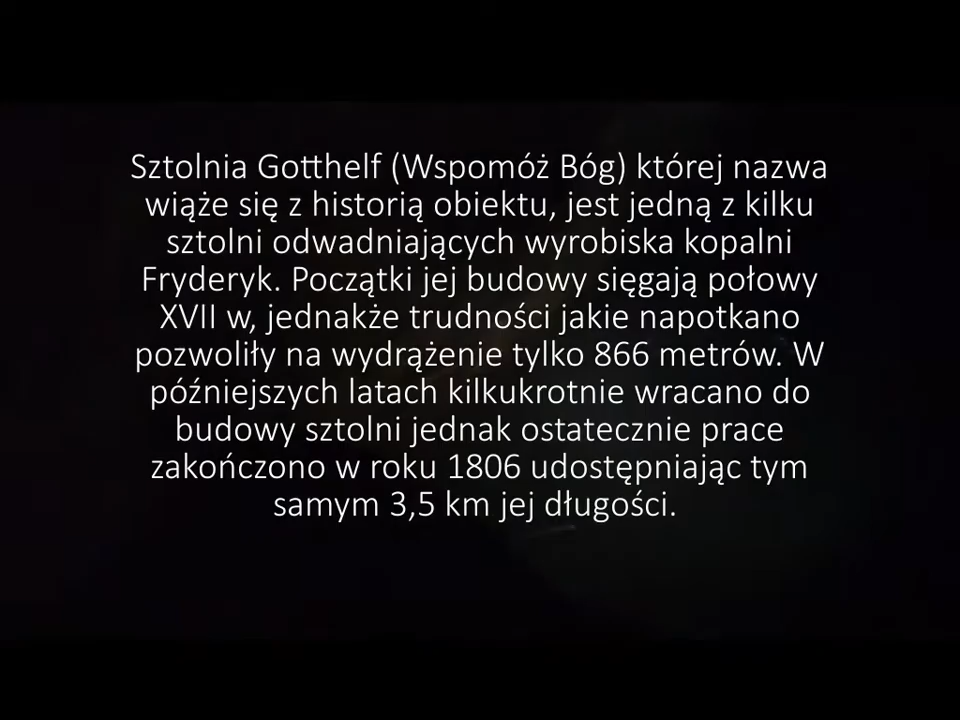 Sztolnia Gotthelf (Wspomóż Bóg) której nazwa
wiąże się z historią obiektu, jest jedną z kilku
sztolni odwadniających wyrobiska kopalni
Fryderyk. Początki jej budowy sięgają połowy
XVII w, jednakże trudności jakie napotkano
pozwoliły na wydrążenie tylko 866 metrów. W
późniejszych latach kilkukrotnie wracano do
budowy sztolni jednak ostatecznie prace
zakończono w roku 1806 udostępniając tym
samym 3,5 km jej długości.